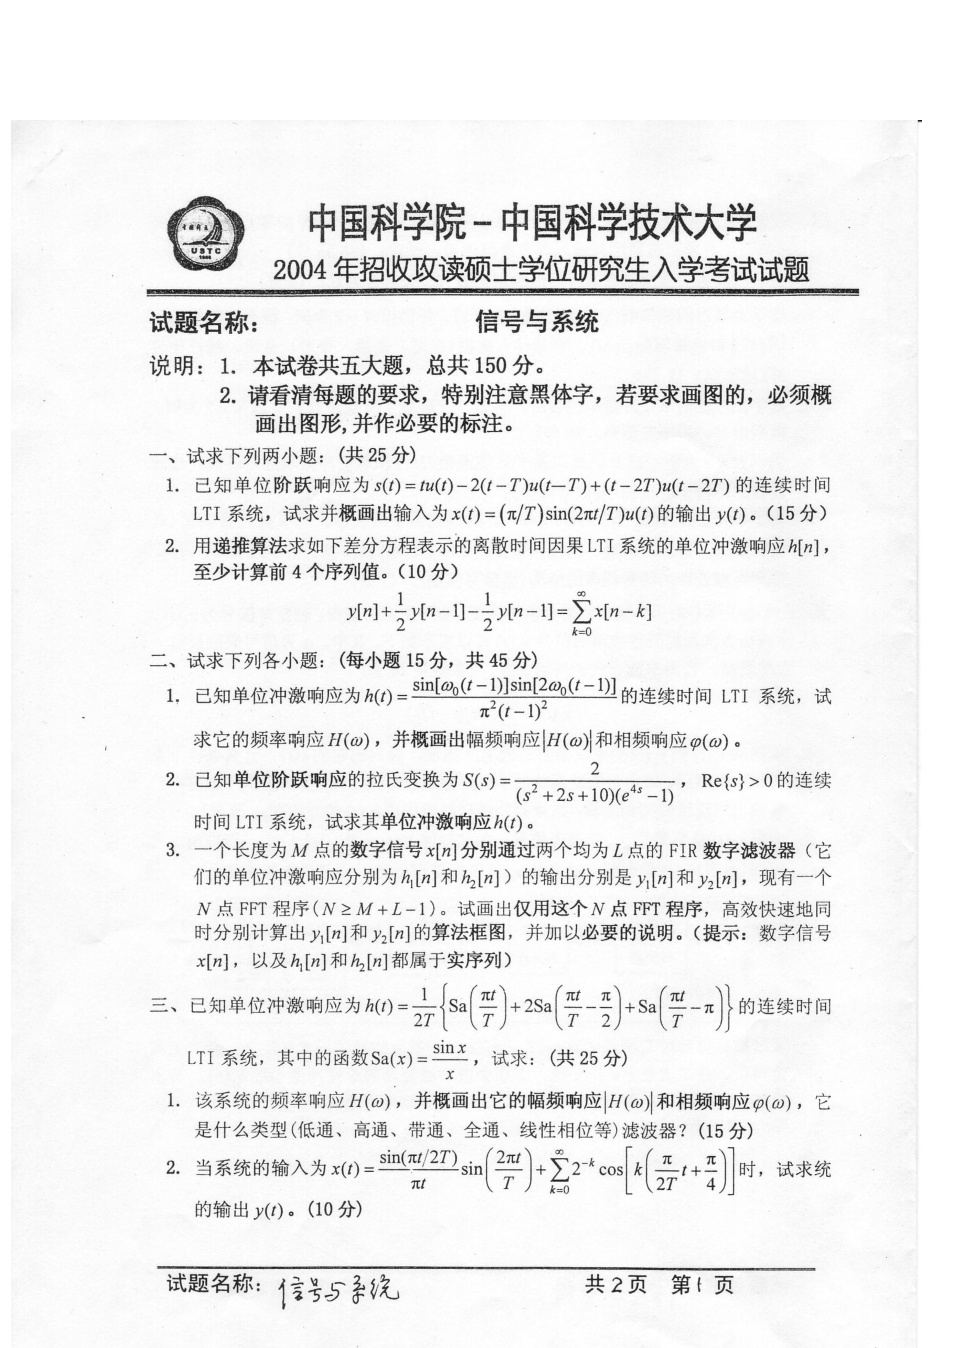 中国科学院－中国科学技术大学
USTC
2004年招收攻读硕士学位研究生入学考试试题
试题名称： 信号与系统
说明：1. 本试卷共五大题，总共150分。
2. 请看清每题的要求，特别注意黑体字，若要求画图的，必须概
画出图形,并作必要的标注。
一、试求下列两小题：(共25分)
1. 已知单位阶跃响应为 s(t)=tu(t)−2(t−T)u(t−T)+(t−2T)u(t−2T) 的连续时间
LTI 系统，试求并概画出输入为 x(t)=(π/T)sin(2πt/T)u(t) 的输出 y(t)。(15分)
2. 用递推算法求如下差分方程表示的离散时间因果LTI系统的单位冲激响应h[n]，
至少计算前4个序列值。(10分)
y[n]+1/2 y[n−1]−1/2 y[n−1]=∑_{k=0}^{∞} x[n−k]
二、试求下列各小题：(每小题15分，共45分)
1. 已知单位冲激响应为 h(t)= sin[ω₀(t−1)]sin[2ω₀(t−1)] / π²(t−1)² 的连续时间 LTI 系统，试
求它的频率响应 H(ω)，并概画出幅频响应|H(ω)|和相频响应φ(ω)。
2. 已知单位阶跃响应的拉氏变换为 S(s)= 2 / (s²+2s+10)(e^{4s}−1)， Re{s}>0 的连续
时间 LTI 系统，试求其单位冲激响应h(t)。
3. 一个长度为 M 点的数字信号x[n]分别通过两个均为 L 点的 FIR 数字滤波器（它
们的单位冲激响应分别为h₁[n]和h₂[n]）的输出分别是 y₁[n]和 y₂[n]，现有一个
N 点 FFT 程序(N ≥ M+L−1)。试画出仅用这个 N 点 FFT 程序，高效快速地同
时分别计算出 y₁[n]和 y₂[n]的算法框图，并加以必要的说明。(提示：数字信号
x[n]，以及h₁[n]和h₂[n]都属于实序列)
三、已知单位冲激响应为 h(t)= 1/2T {Sa(πt/T)+2Sa(πt/T−π/2)+Sa(πt/T−π)} 的连续时间
LTI 系统，其中的函数Sa(x)= sin x / x，试求：(共25分)
1. 该系统的频率响应 H(ω)，并概画出它的幅频响应|H(ω)|和相频响应φ(ω)，它
是什么类型(低通、高通、带通、全通、线性相位等)滤波器？(15分)
2. 当系统的输入为 x(t)= sin(πt/2T)/πt sin(2πt/T)+∑_{k=0}^{∞} 2^{−k} cos[k(π/2T t+π/4)] 时，试求统
的输出 y(t)。(10分)
试题名称：信号与系统 共2页 第1页